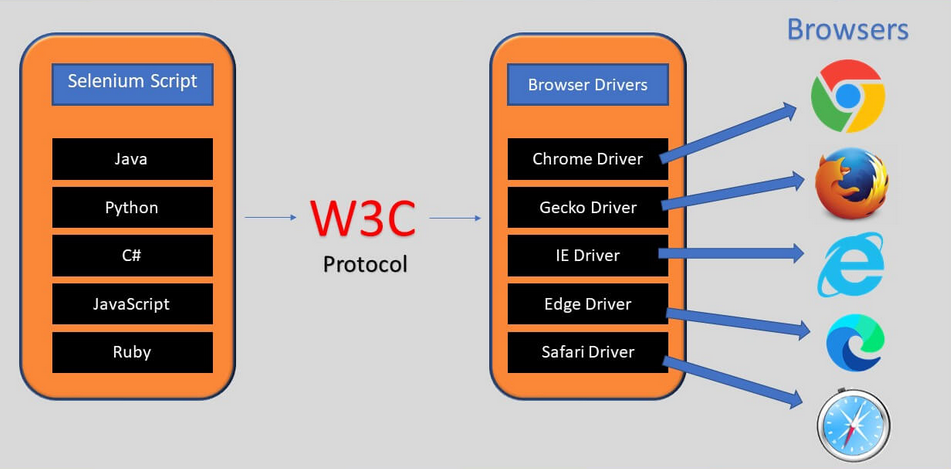 Browsers
Selenium Script
Java
Python
C#
JavaScript
Ruby
W3C
Protocol
Browser Drivers
Chrome Driver
Gecko Driver
IE Driver
Edge Driver
Safari Driver